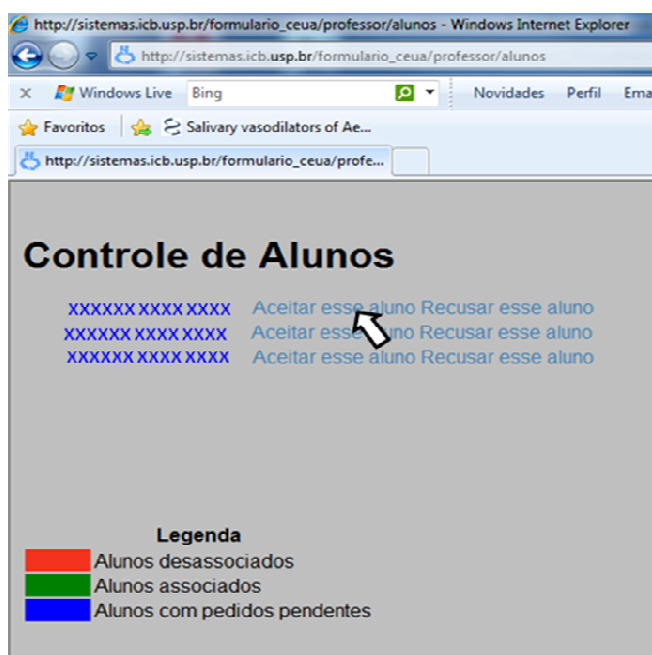 http://sistemas.icb.usp.br/formulario_ceua/professor/alunos - Windows Internet Explorer
http://sistemas.icb.usp.br/formulario_ceua/professor/alunos
x Windows Live Bing Novidades Perfil Ema
Favoritos Salivary vasodilators of Ae...
http://sistemas.icb.usp.br/formulario_ceua/profe...
Controle de Alunos
XXXXXX XXXX XXXX Aceitar esse aluno Recusar esse aluno
XXXXXX XXXX XXXX Aceitar esse aluno Recusar esse aluno
XXXXXX XXXX XXXX Aceitar esse aluno Recusar esse aluno
Legenda
Alunos desassociados
Alunos associados
Alunos com pedidos pendentes